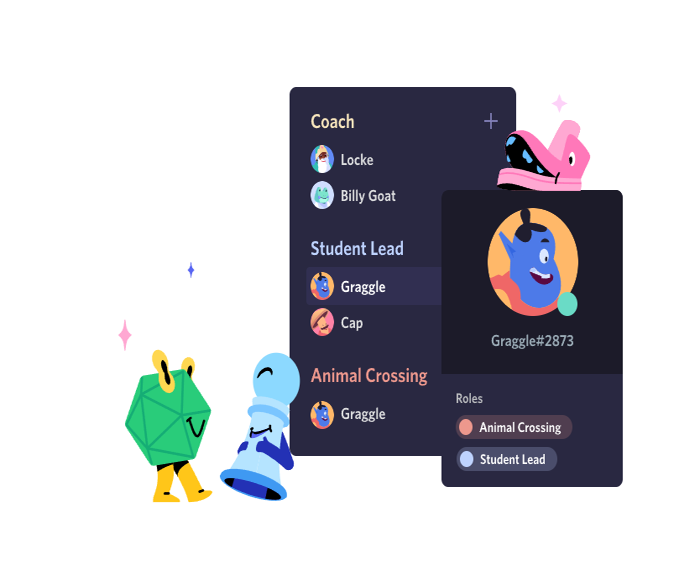 Coach
Locke
Billy Goat
Student Lead
Graggle
Cap
Animal Crossing
Graggle
Graggle#2873
Roles
Animal Crossing
Student Lead